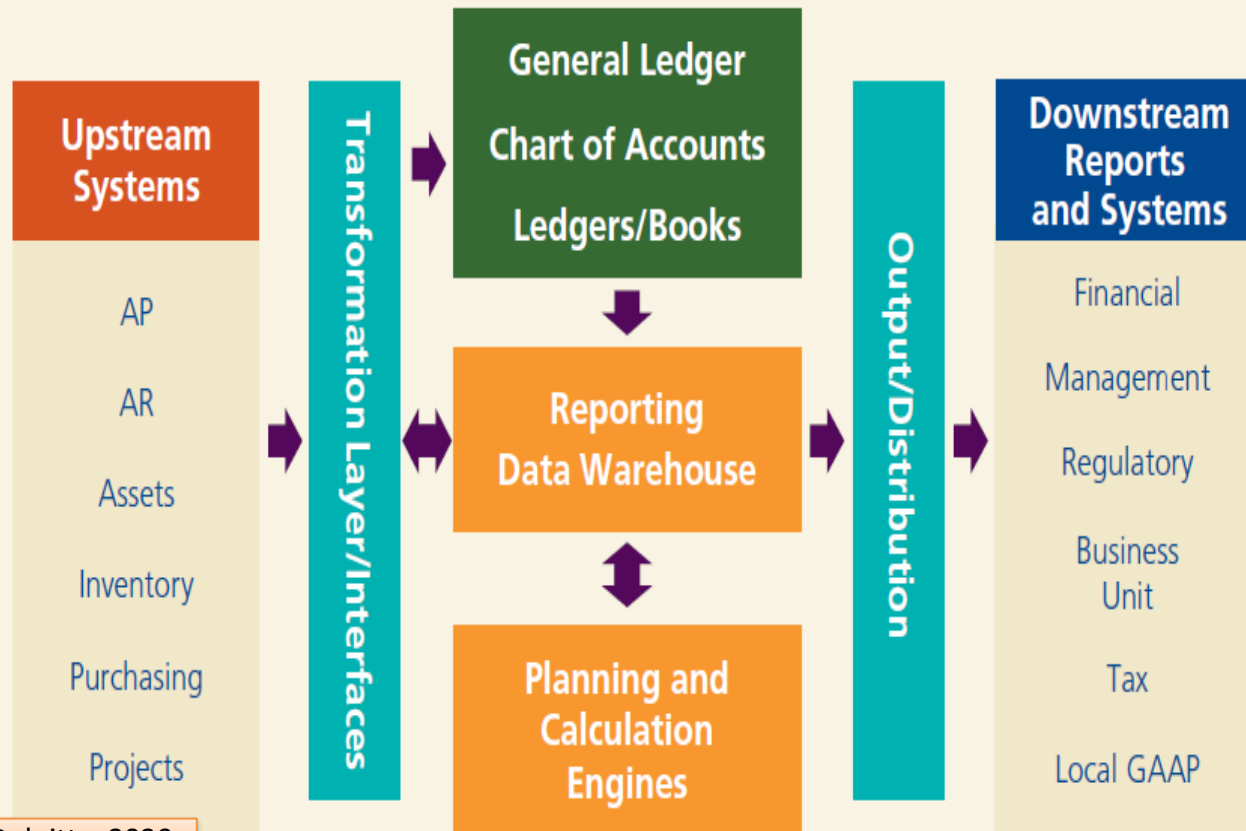 Upstream
Systems
AP
AR
Assets
Inventory
Purchasing
Projects
Transformation Layer/Interfaces
General Ledger
Chart of Accounts
Ledgers/Books
Reporting
Data Warehouse
Planning and
Calculation
Engines
Output/Distribution
Downstream
Reports
and Systems
Financial
Management
Regulatory
Business
Unit
Tax
Local GAAP